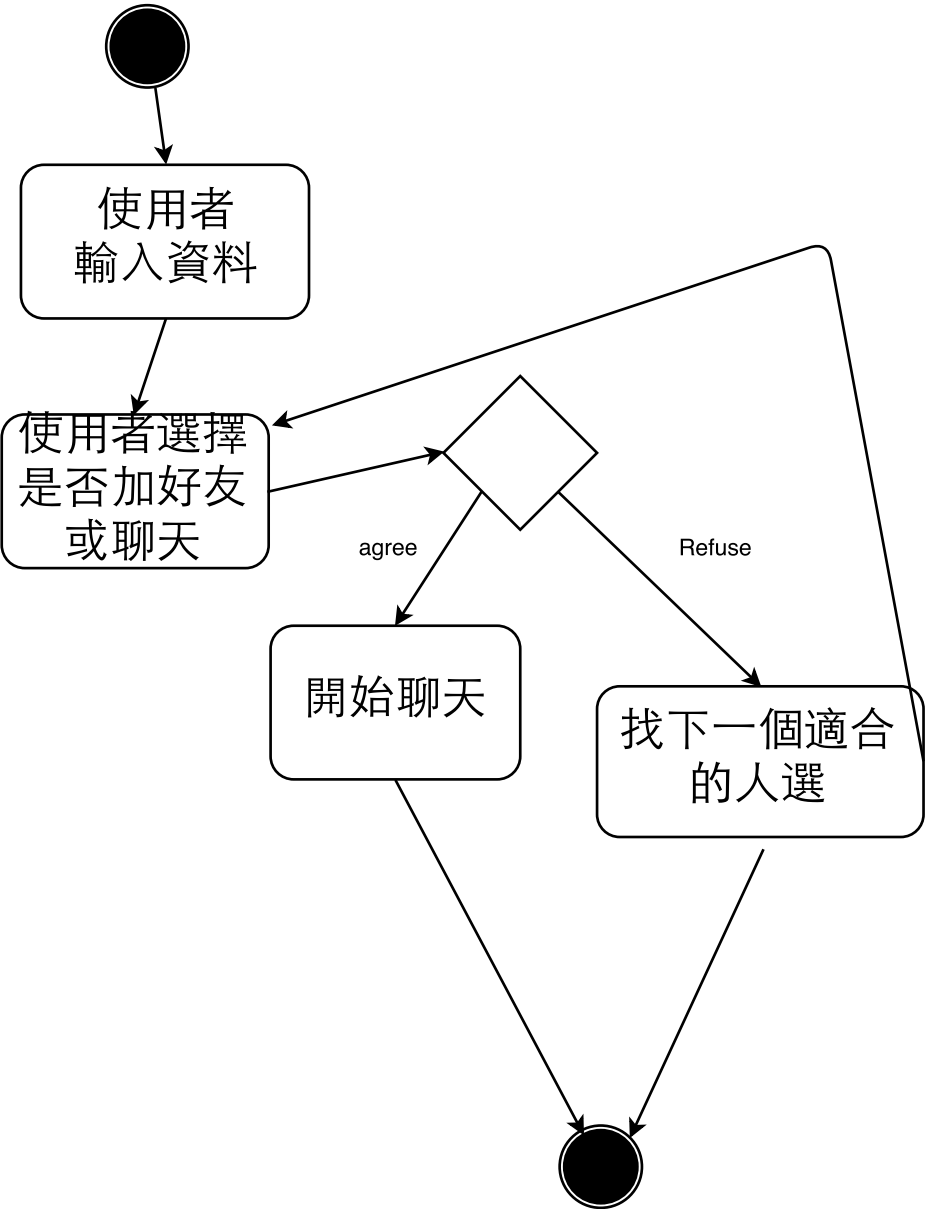 使用者
輸入資料
使用者選擇
是否加好友
或聊天
agree
Refuse
開始聊天
找下一個適合
的人選